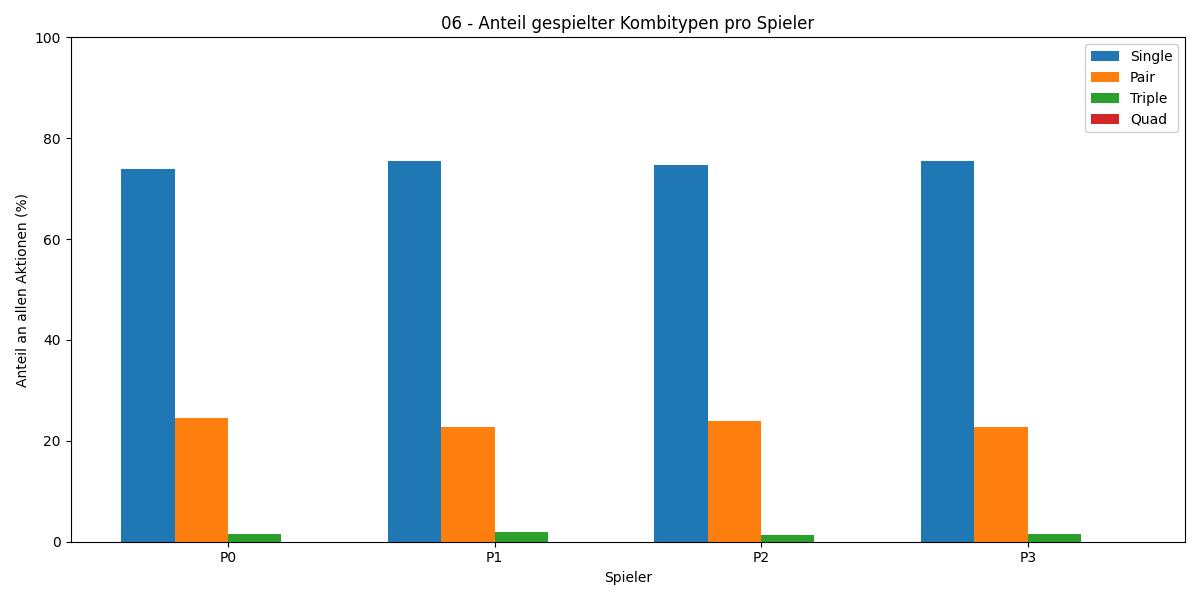 06 - Anteil gespielter Kombitypen pro Spieler
100
80
60
40
20
0
Anteil an allen Aktionen (%)
Single
Pair
Triple
Quad
P0
P1
P2
P3
Spieler